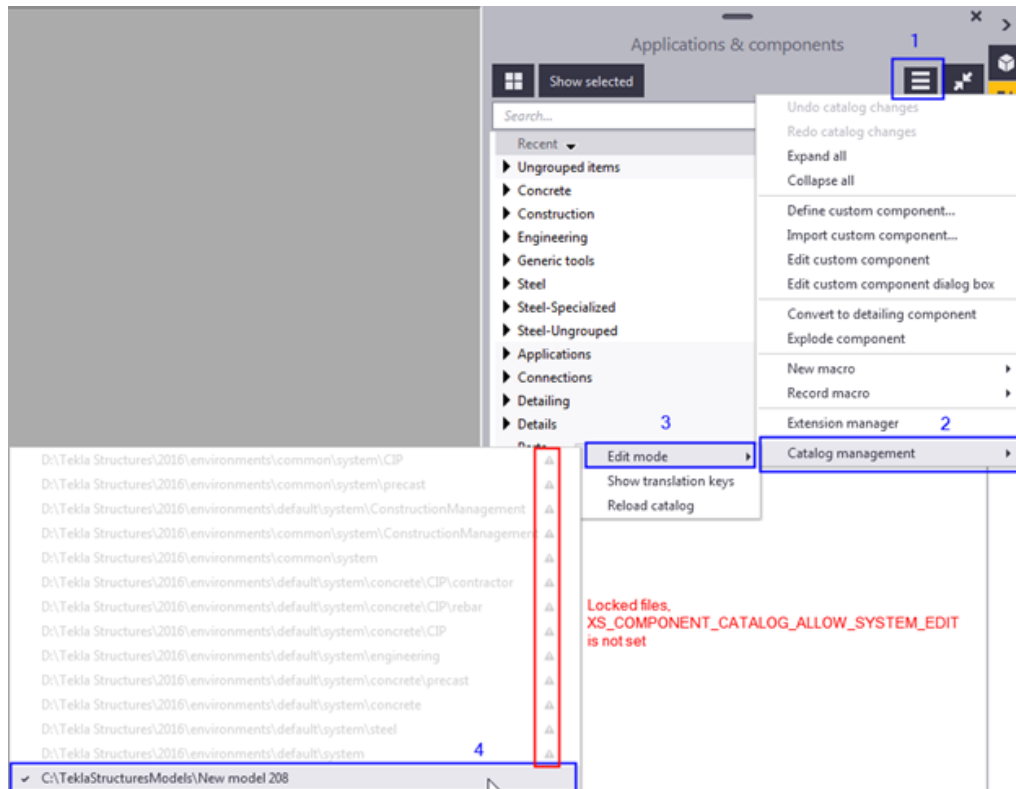 Applications & components
1
Show selected
Search...
Recent
Ungrouped items
Concrete
Construction
Engineering
Generic tools
Steel
Steel-Specialized
Steel-Ungrouped
Applications
Connections
Detailing
Details
Parts
Undo catalog changes
Redo catalog changes
Expand all
Collapse all
Define custom component...
Import custom component...
Edit custom component
Edit custom component dialog box
Convert to detailing component
Explode component
New macro
Record macro
Extension manager
2
Catalog management
3
Edit mode
Show translation keys
Reload catalog
D:\Tekla Structures\2016\environments\common\system\CIP
D:\Tekla Structures\2016\environments\common\system\precast
D:\Tekla Structures\2016\environments\default\system\ConstructionManagement
D:\Tekla Structures\2016\environments\common\system\ConstructionManagement
D:\Tekla Structures\2016\environments\common\system
D:\Tekla Structures\2016\environments\default\system\concrete\CIP\contractor
D:\Tekla Structures\2016\environments\default\system\concrete\CIP\rebar
D:\Tekla Structures\2016\environments\default\system\concrete\CIP
D:\Tekla Structures\2016\environments\default\system\engineering
D:\Tekla Structures\2016\environments\default\system\concrete\precast
D:\Tekla Structures\2016\environments\default\system\concrete
D:\Tekla Structures\2016\environments\default\system\steel
D:\Tekla Structures\2016\environments\default\system
4
C:\TeklaStructuresModels\New model 208
Locked files,
XS_COMPONENT_CATALOG_ALLOW_SYSTEM_EDIT
is not set